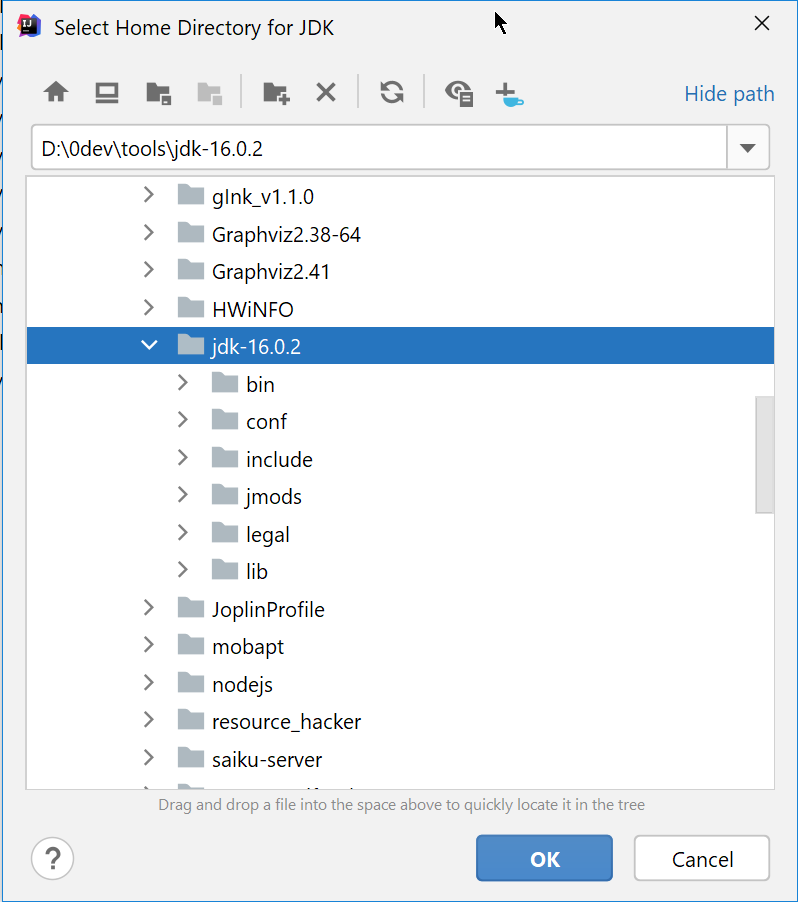 Select Home Directory for JDK
Hide path
D:\0dev\tools\jdk-16.0.2
gInk_v1.1.0
Graphviz2.38-64
Graphviz2.41
HWiNFO
jdk-16.0.2
bin
conf
include
jmods
legal
lib
JoplinProfile
mobapt
nodejs
resource_hacker
saiku-server
Drag and drop a file into the space above to quickly locate it in the tree
?
OK
Cancel